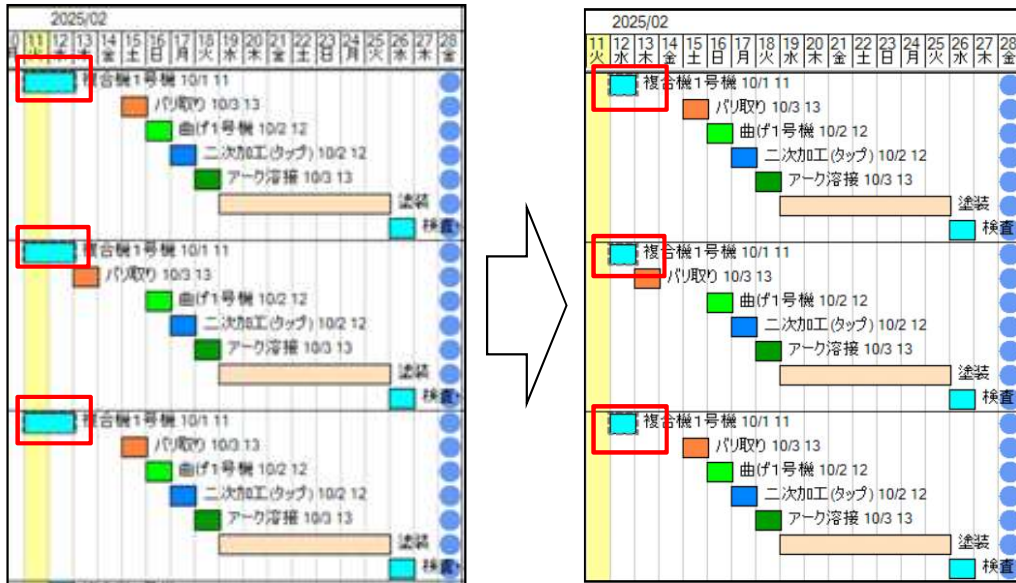 2025/02
11 12 13 14 15 16 17 18 19 20 21 22 23 24 25 26 27 28
火 水 木 金 土 日 月 火 水 木 金 土 日 月 火 水 木 金
複合機1号機 10/1 11
バリ取り 10/3 13
曲げ1号機 10/2 12
二次加工(タップ) 10/2 12
アーク溶接 10/3 13
塗装
検査
複合機1号機 10/1 11
バリ取り 10/3 13
曲げ1号機 10/2 12
二次加工(タップ) 10/2 12
アーク溶接 10/3 13
塗装
検査
複合機1号機 10/1 11
バリ取り 10/3 13
曲げ1号機 10/2 12
二次加工(タップ) 10/2 12
アーク溶接 10/3 13
塗装
検査
2025/02
11 12 13 14 15 16 17 18 19 20 21 22 23 24 25 26 27 28
火 水 木 金 土 日 月 火 水 木 金 土 日 月 火 水 木 金
複合機1号機 10/1 11
バリ取り 10/3 13
曲げ1号機 10/2 12
二次加工(タップ) 10/2 12
アーク溶接 10/3 13
塗装
検査
複合機1号機 10/1 11
バリ取り 10/3 13
曲げ1号機 10/2 12
二次加工(タップ) 10/2 12
アーク溶接 10/3 13
塗装
検査
複合機1号機 10/1 11
バリ取り 10/3 13
曲げ1号機 10/2 12
二次加工(タップ) 10/2 12
アーク溶接 10/3 13
塗装
検査